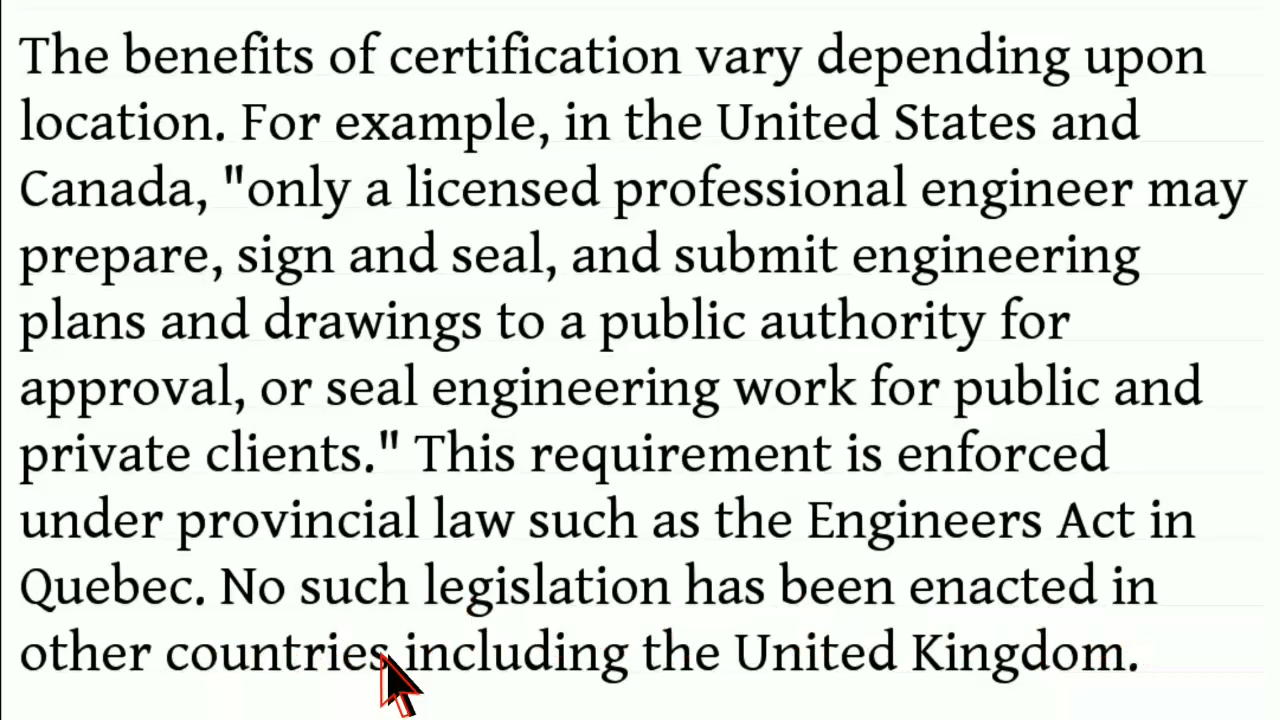 The benefits of certification vary depending upon
location. For example, in the United States and
Canada, "only a licensed professional engineer may
prepare, sign and seal, and submit engineering
plans and drawings to a public authority for
approval, or seal engineering work for public and
private clients." This requirement is enforced
under provincial law such as the Engineers Act in
Quebec. No such legislation has been enacted in
other countries including the United Kingdom.